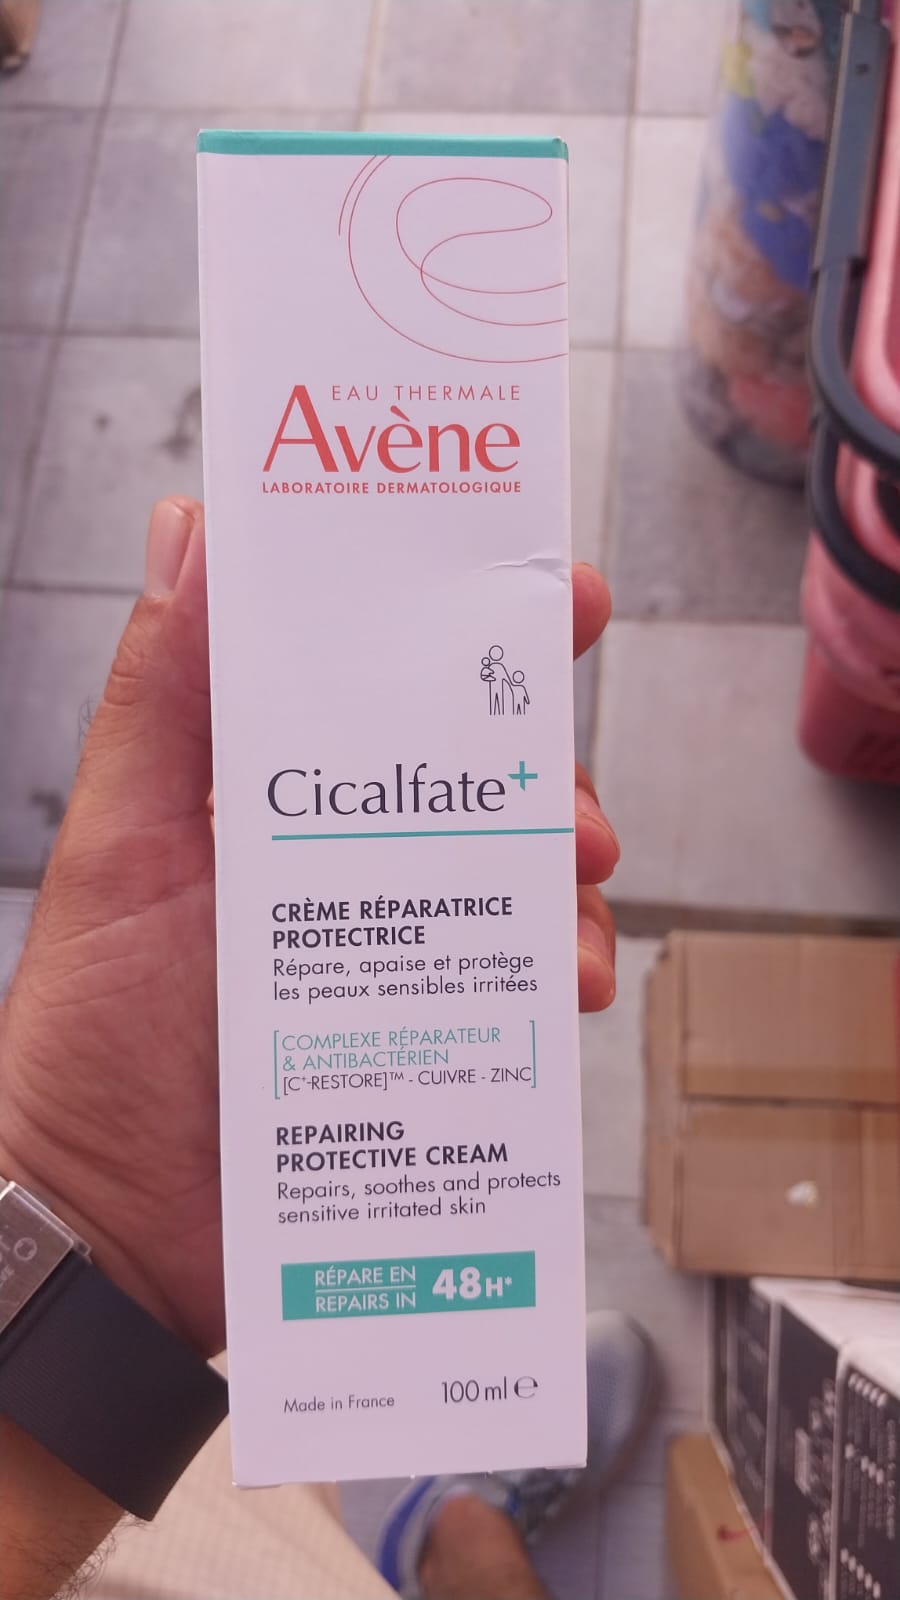 EAU THERMALE
Avène
LABORATOIRE DERMATOLOGIQUE
Cicalfate+
CRÈME RÉPARATRICE
PROTECTRICE
Répare, apaise et protège
les peaux sensibles irritées
COMPLEXE RÉPARATEUR
& ANTIBACTÉRIEN
[C+-RESTORE]™ - CUIVRE - ZINC
REPAIRING
PROTECTIVE CREAM
Repairs, soothes and protects
sensitive irritated skin
RÉPARE EN
REPAIRS IN
48H*
Made in France
100 ml ℮